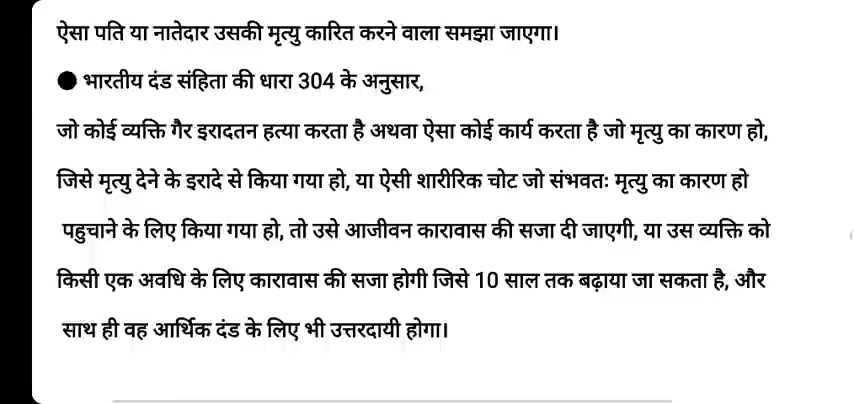 ऐसा पति या नातेदार उसकी मृत्यु कारित करने वाला समझा जाएगा।
● भारतीय दंड संहिता की धारा 304 के अनुसार,
जो कोई व्यक्ति गैर इरादतन हत्या करता है अथवा ऐसा कोई कार्य करता है जो मृत्यु का कारण हो,
जिसे मृत्यु देने के इरादे से किया गया हो, या ऐसी शारीरिक चोट जो संभवतः मृत्यु का कारण हो
पहुचाने के लिए किया गया हो, तो उसे आजीवन कारावास की सजा दी जाएगी, या उस व्यक्ति को
किसी एक अवधि के लिए कारावास की सजा होगी जिसे 10 साल तक बढ़ाया जा सकता है, और
साथ ही वह आर्थिक दंड के लिए भी उत्तरदायी होगा।